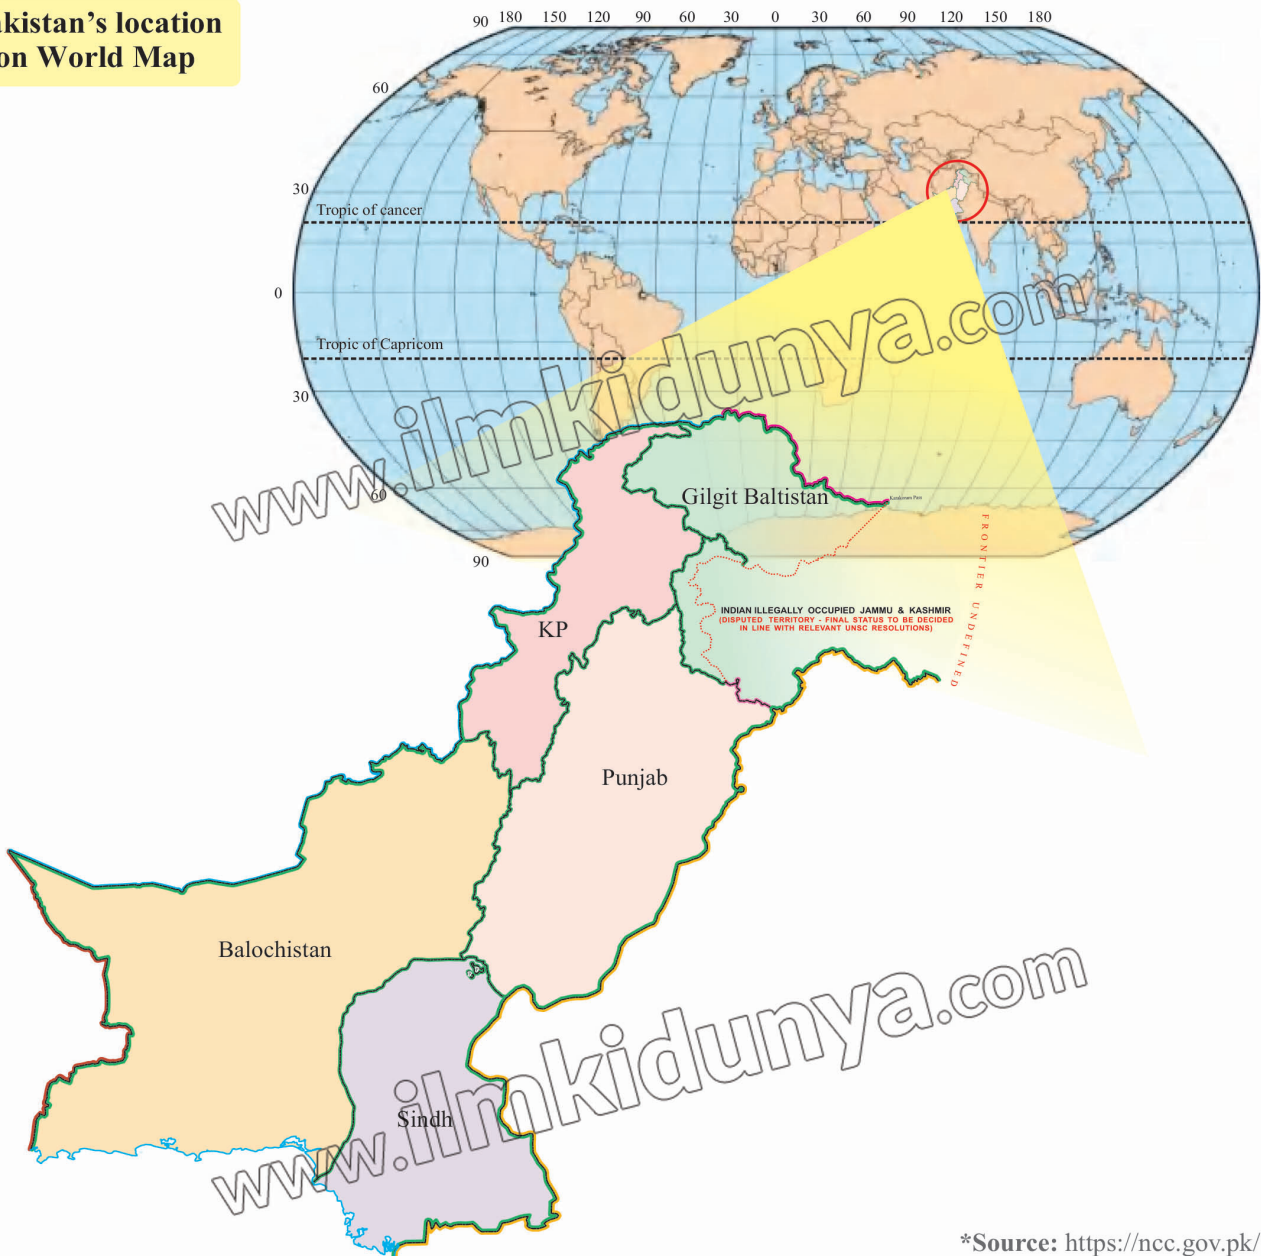 akistan's location
on World Map
90 180 150 120 90 60 30 0 30 60 90 120 150 180
60
30
Tropic of cancer
0
Tropic of Capricom
30
60
90
www.ilmkidunya.com
Gilgit Baltistan
Karakoram Pass
FRONTIER UNDEFINED
INDIAN ILLEGALLY OCCUPIED JAMMU & KASHMIR
(DISPUTED TERRITORY - FINAL STATUS TO BE DECIDED
IN LINE WITH RELEVANT UNSC RESOLUTIONS)
KP
Punjab
Balochistan
Sindh
www.ilmkidunya.com
*Source: https://ncc.gov.pk/